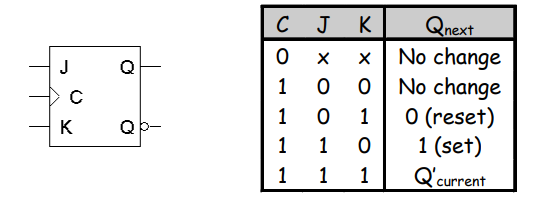 J Q
C
K Q
C J K Qnext
0 x x No change
1 0 0 No change
1 0 1 0 (reset)
1 1 0 1 (set)
1 1 1 Q’current